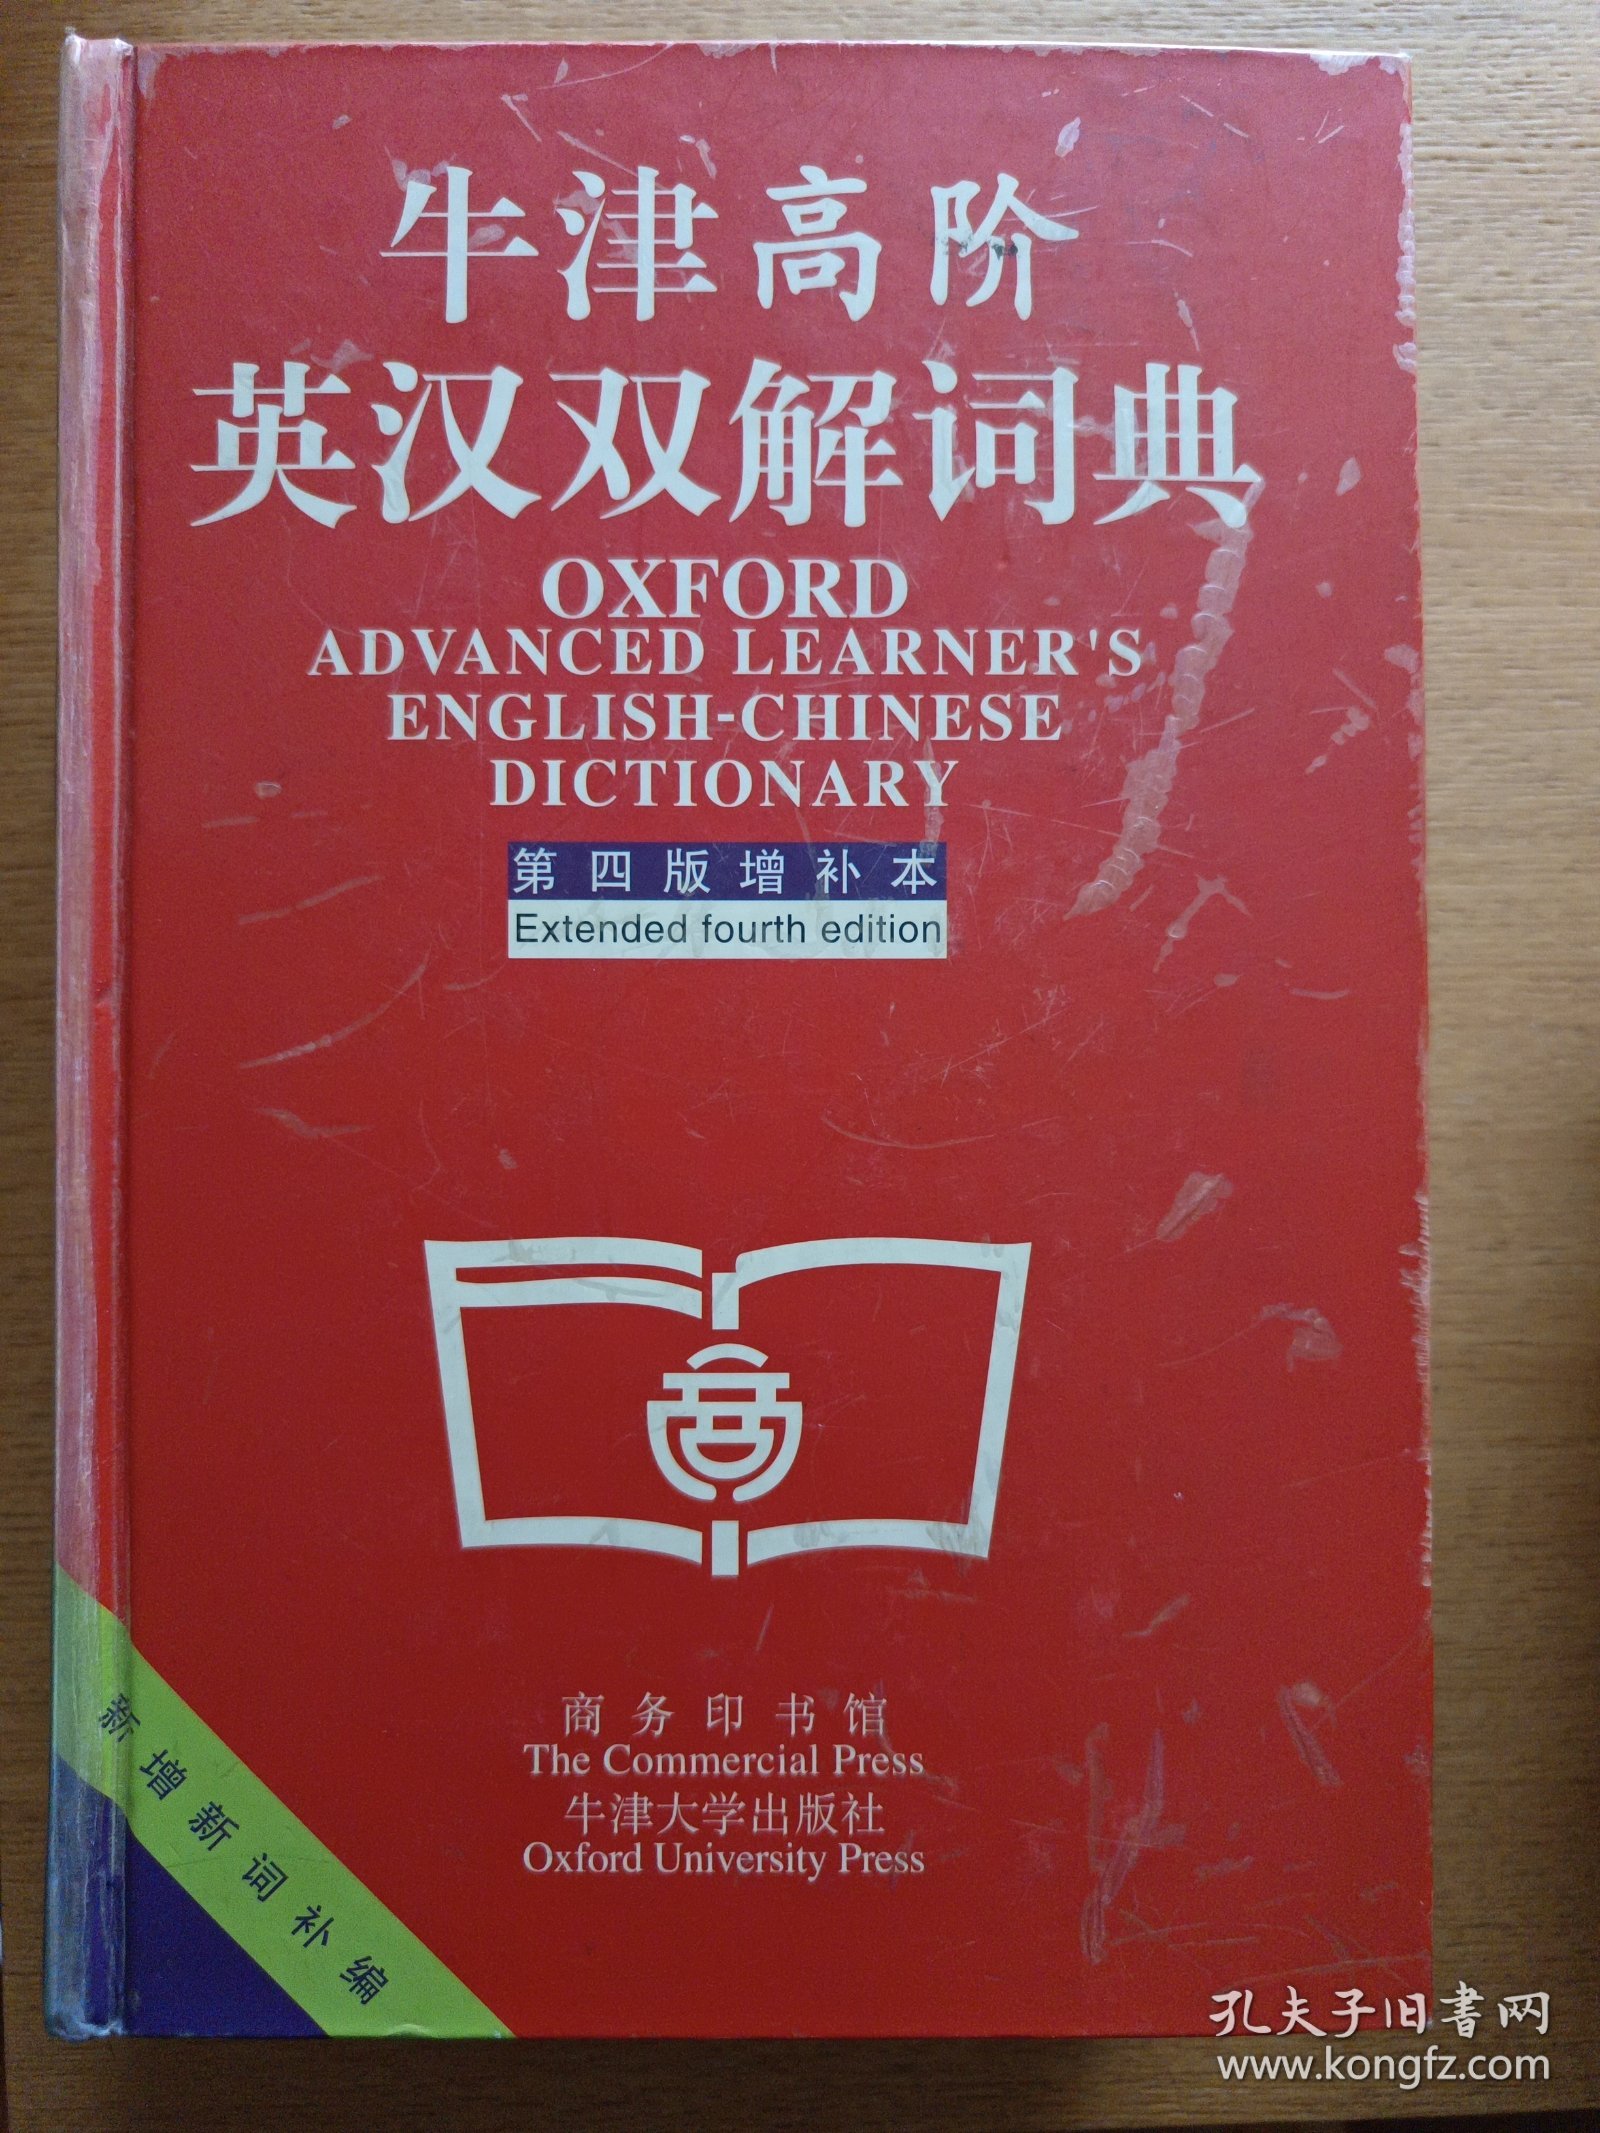 牛津高阶
英汉双解词典
OXFORD
ADVANCED LEARNER'S
ENGLISH-CHINESE
DICTIONARY
第四版增补本
Extended fourth edition
商
商务印书馆
The Commercial Press
牛津大学出版社
Oxford University Press
新增新词补编
孔夫子旧书网
www.kongfz.com